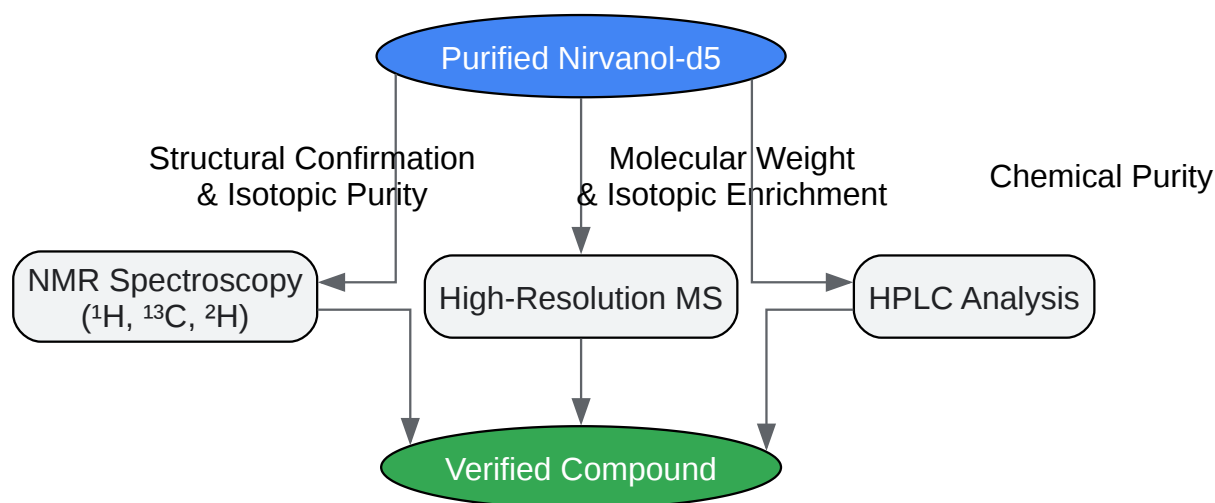 Purified Nirvanol-d5
Structural Confirmation
& Isotopic Purity
Molecular Weight
& Isotopic Enrichment
Chemical Purity
NMR Spectroscopy
(¹H, ¹³C, ²H)
High-Resolution MS
HPLC Analysis
Verified Compound